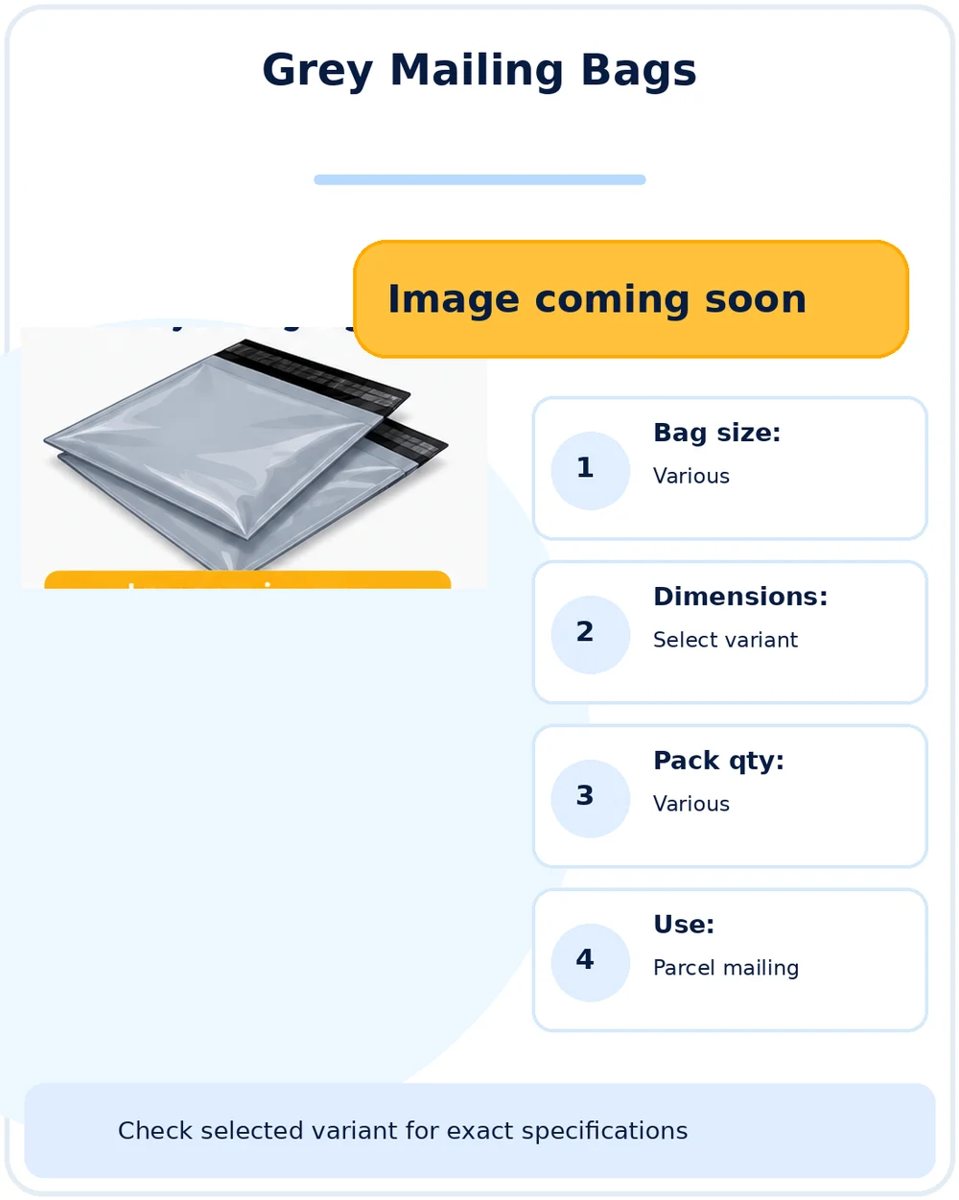 Grey Mailing Bags
Image coming soon
1
Bag size:
Various
2
Dimensions:
Select variant
3
Pack qty:
Various
4
Use:
Parcel mailing
Check selected variant for exact specifications